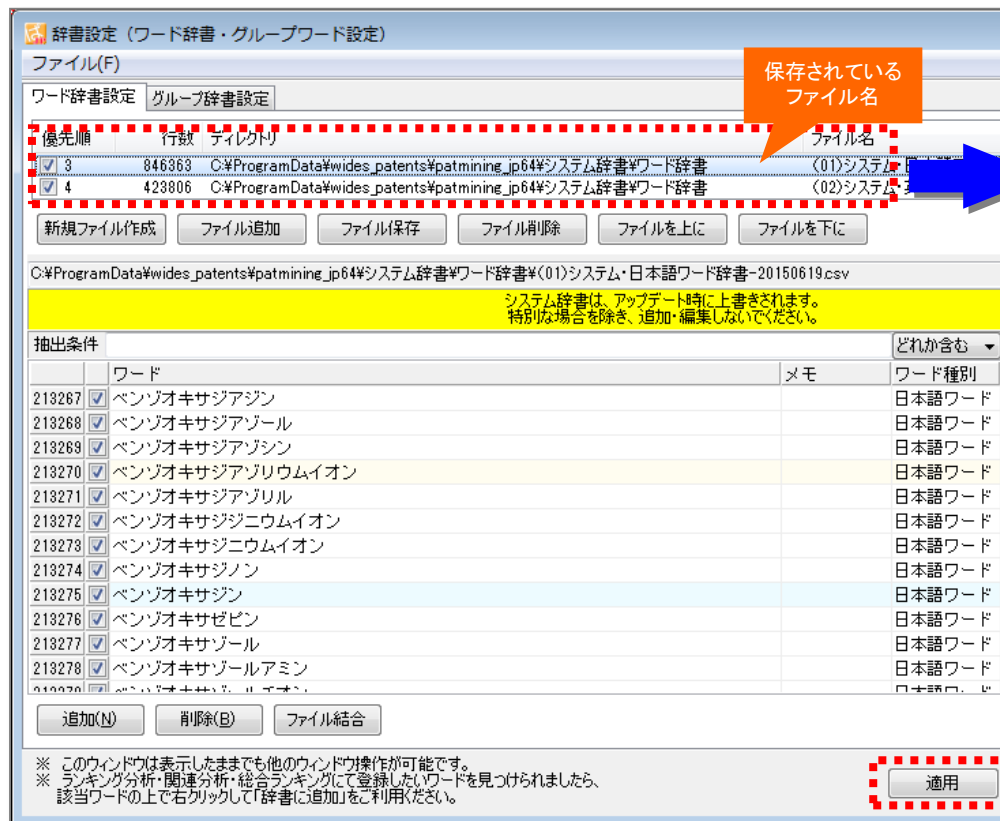 辞書設定（ワード辞書・グループワード設定）
ファイル(F)
保存されている
ファイル名
ワード辞書設定 グループ辞書設定
優先順 行数 ディレクトリ ファイル名
3 846363 C:¥ProgramData¥wides_patents¥patmining_jp64¥システム辞書¥ワード辞書 (01)システム・日
4 423806 C:¥ProgramData¥wides_patents¥patmining_jp64¥システム辞書¥ワード辞書 (02)システム・英
新規ファイル作成 ファイル追加 ファイル保存 ファイル削除 ファイルを上に ファイルを下に
C:¥ProgramData¥wides_patents¥patmining_jp64¥システム辞書¥ワード辞書¥(01)システム・日本語ワード辞書-20150619.csv
システム辞書は、アップデート時に上書きされます。
特別な場合を除き、追加・編集しないでください。
抽出条件 どれか含む
ワード メモ ワード種別
213267 ベンゾオキサジアジン 日本語ワード
213268 ベンゾオキサジアゾール 日本語ワード
213269 ベンゾオキサジアゾシン 日本語ワード
213270 ベンゾオキサジアゾリウムイオン 日本語ワード
213271 ベンゾオキサジアゾリル 日本語ワード
213272 ベンゾオキサジジニウムイオン 日本語ワード
213273 ベンゾオキサジニウムイオン 日本語ワード
213274 ベンゾオキサジノン 日本語ワード
213275 ベンゾオキサジン 日本語ワード
213276 ベンゾオキサゼピン 日本語ワード
213277 ベンゾオキサゾール 日本語ワード
213278 ベンゾオキサゾールアミン 日本語ワード
追加(N) 削除(B) ファイル結合
※ このウィンドウは表示したままでも他のウィンドウ操作が可能です。
※ ランキング分析・関連分析・総合ランキングにて登録したいワードを見つけられましたら、
該当ワードの上で右クリックして「辞書に追加」をご利用ください。
適用